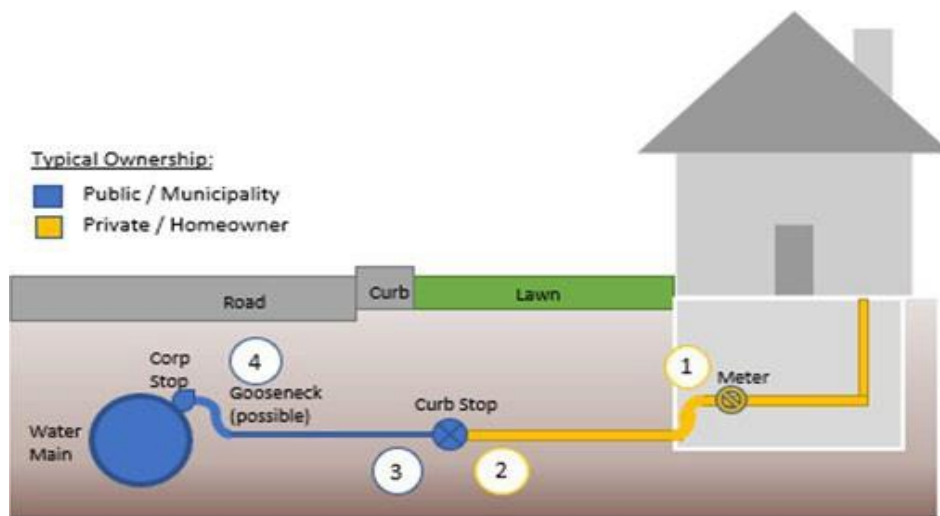 Typical Ownership:
Public / Municipality
Private / Homeowner
Road
Curb
Lawn
4
1
Corp
Stop
Gooseneck
(possible)
Meter
Curb Stop
Water
Main
3
2